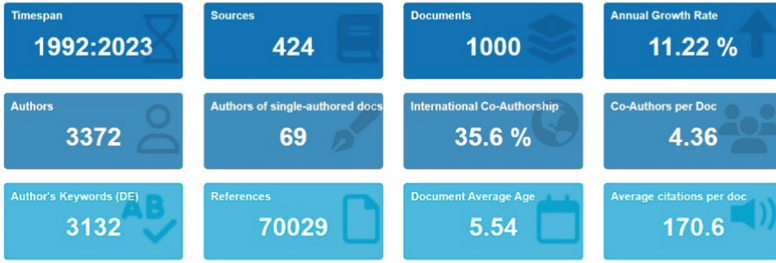 Timespan
1992:2023
Sources
424
Documents
1000
Annual Growth Rate
11.22 %
Authors
3372
Authors of single-authored docs
69
International Co-Authorship
35.6 %
Co-Authors per Doc
4.36
Author's Keywords (DE)
3132
AB
References
70029
Document Average Age
5.54
Average citations per doc
170.6